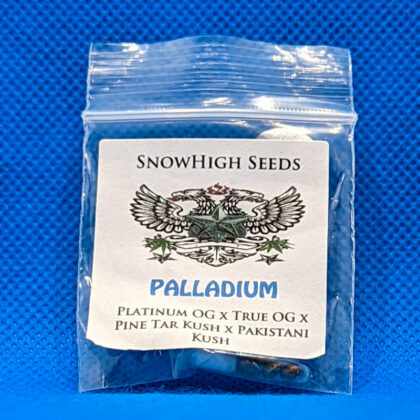 SnowHigh Seeds
PALLADIUM
Platinum OG x True OG x
Pine Tar Kush x Pakistani
Kush